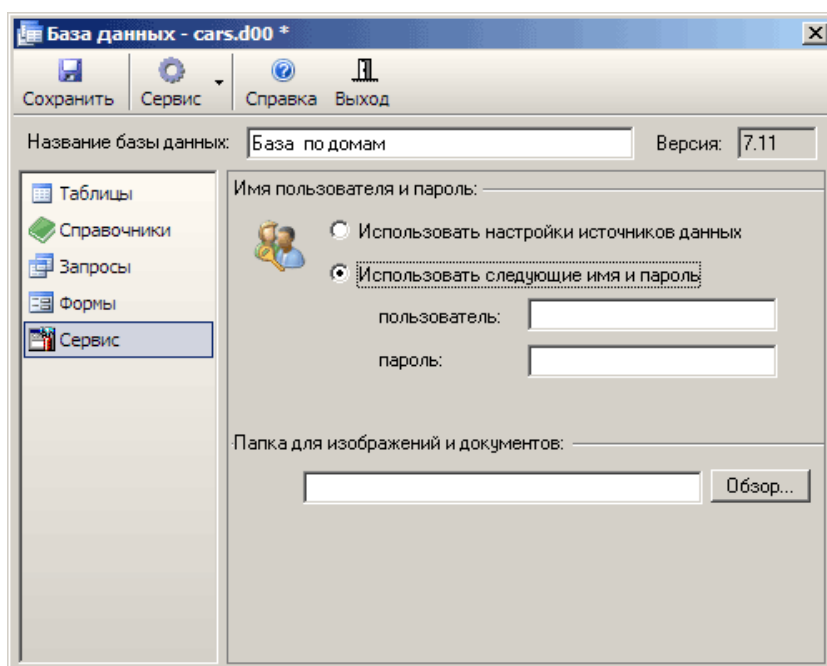 База данных - cars.d00 *
Сохранить Сервис Справка Выход
Название базы данных: База по домам Версия: 7.11
Таблицы
Справочники
Запросы
Формы
Сервис
Имя пользователя и пароль:
Использовать настройки источников данных
Использовать следующие имя и пароль
пользователь:
пароль:
Папка для изображений и документов:
Обзор...